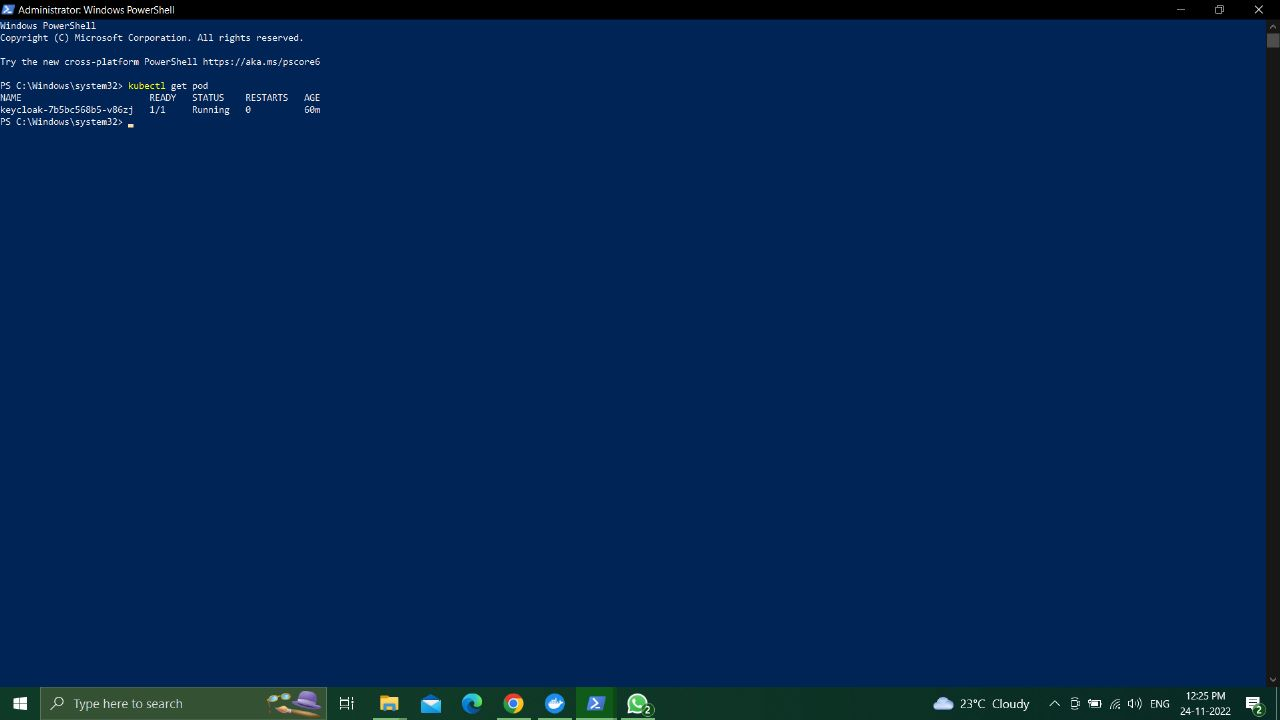 Administrator: Windows PowerShell
Windows PowerShell
Copyright (C) Microsoft Corporation. All rights reserved.
Try the new cross-platform PowerShell https://aka.ms/pscore6
PS C:\Windows\system32> kubectl get pod
NAME READY STATUS RESTARTS AGE
keycloak-7b5bc568b5-v86zj 1/1 Running 0 60m
PS C:\Windows\system32>
Type here to search
2
23°C Cloudy
ENG
12:25 PM
24-11-2022
2